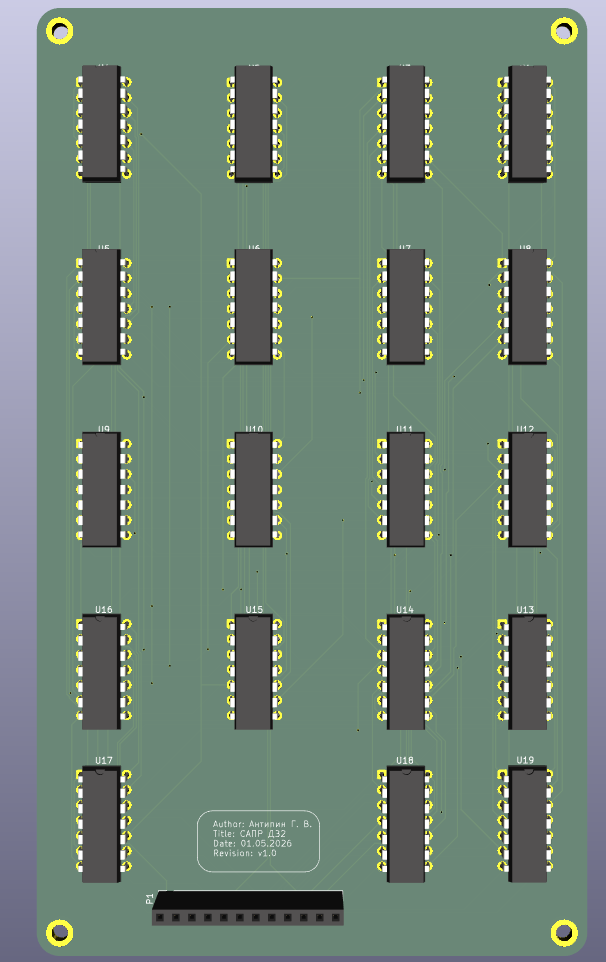 U5 U6 U7 U8
U9 U10 U11 U12
U16 U15 U14 U13
U17 U18 U19
Author: Антипин Г. В.
Title: САПР ДЗ2
Date: 01.05.2026
Revision: v1.0
P1